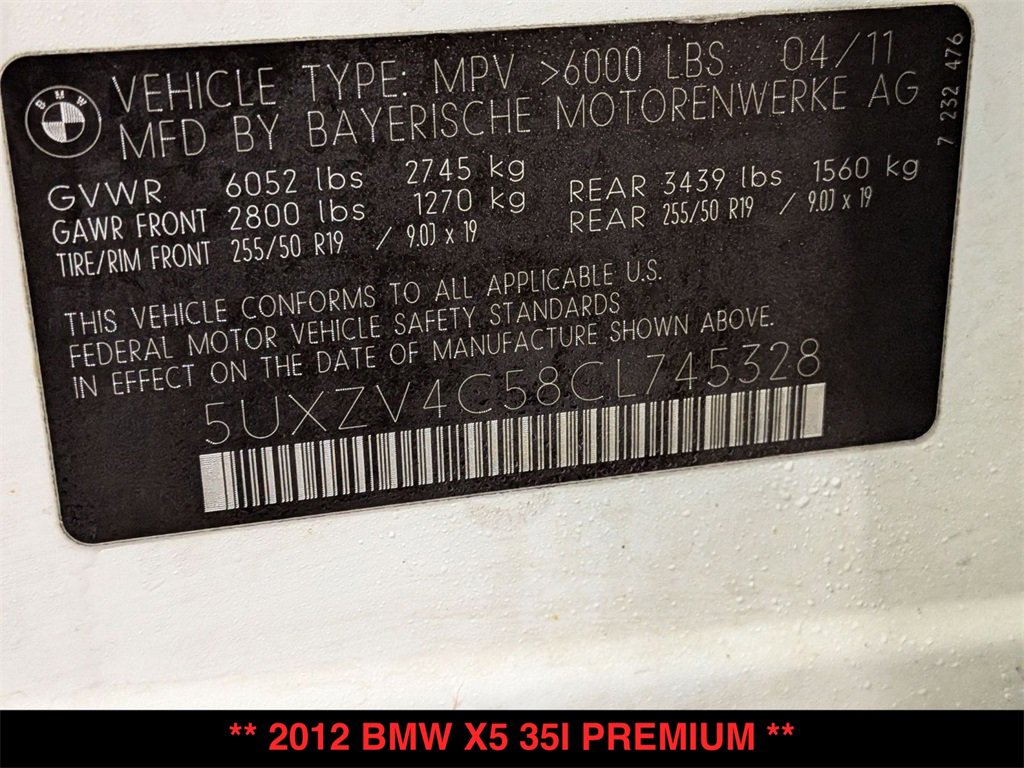 BMW
VEHICLE TYPE: MPV >6000 LBS 04/11
MFD BY BAYERISCHE MOTORENWERKE AG
7 232 476
GVWR 6052 lbs 2745 kg
GAWR FRONT 2800 lbs 1270 kg REAR 3439 lbs 1560 kg
TIRE/RIM FRONT 255/50 R19 / 9.0J x 19 REAR 255/50 R19 / 9.0J x 19
THIS VEHICLE CONFORMS TO ALL APPLICABLE U.S.
FEDERAL MOTOR VEHICLE SAFETY STANDARDS
IN EFFECT ON THE DATE OF MANUFACTURE SHOWN ABOVE.
5UXZV4C58CL745328
** 2012 BMW X5 35I PREMIUM **